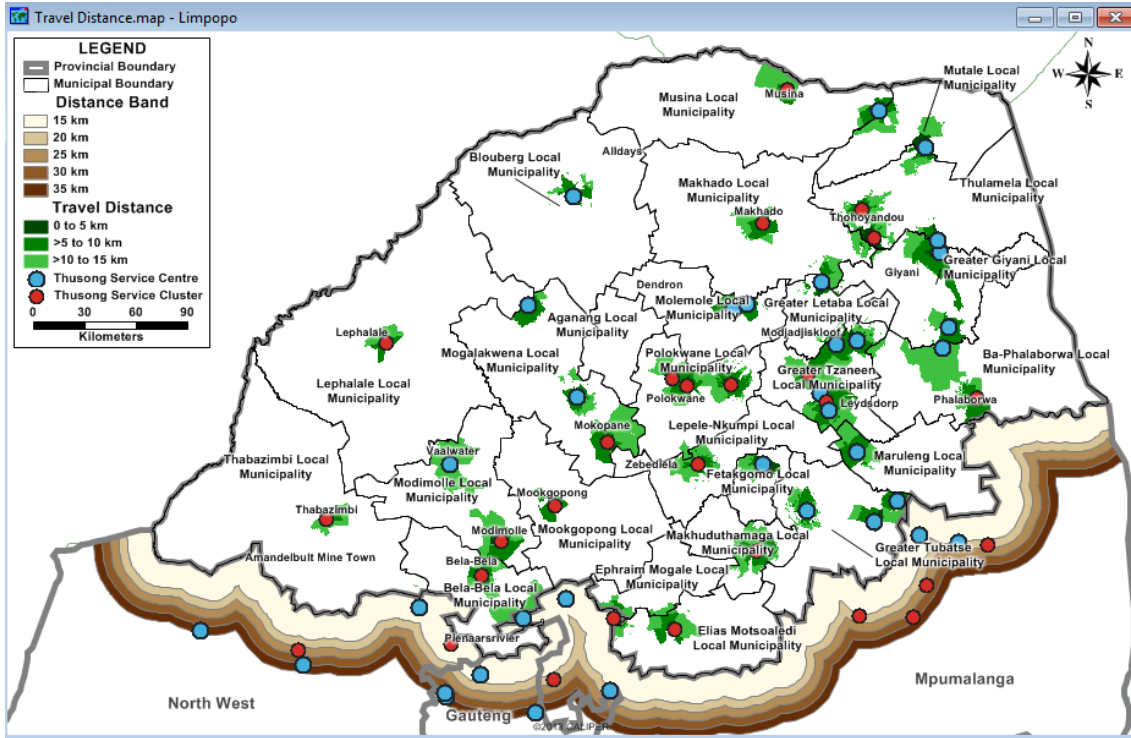 Travel Distance.map - Limpopo
LEGEND
Provincial Boundary
Municipal Boundary
Distance Band
15 km
20 km
25 km
30 km
35 km
Travel Distance
0 to 5 km
>5 to 10 km
>10 to 15 km
Thusong Service Centre
Thusong Service Cluster
0 30 60 90
Kilometers
N
W E
S
Mutale Local
Municipality
Musina
Musina Local
Municipality
Alldays
Blouberg Local
Municipality
Makhado Local
Municipality
Makhado
Thulamela Local
Municipality
Thohoyandou
Greater Giyani Local
Municipality
Giyani
Dendron
Molemole Local
Municipality
Greater Letaba Local
Municipality
Modjadjiskloof
Aganang Local
Municipality
Lephalale
Mogalakwena Local
Municipality
Polokwane Local
Municipality
Polokwane
Ba-Phalaborwa Local
Municipality
Greater Tzaneen
Local Municipality
Leydsdorp
Phalaborwa
Lephalale Local
Municipality
Mokopane
Lepele-Nkumpi Local
Municipality
Zebediela
Vaalwater
Thabazimbi Local
Municipality
Modimolle Local
Municipality
Fetakgomo Local
Municipality
Maruleng Local
Municipality
Mookgopong
Thabazimbi
Modimolle
Mookgopong Local
Municipality
Makhuduthamaga Local
Municipality
Greater Tubatse
Local Municipality
Amandelbult Mine Town
Bela-Bela
Bela-Bela Local
Municipality
Ephraim Mogale Local
Municipality
Pienaarsrivier
Elias Motsoaledi
Local Municipality
North West
Gauteng
Mpumalanga
©2013 CALIPER